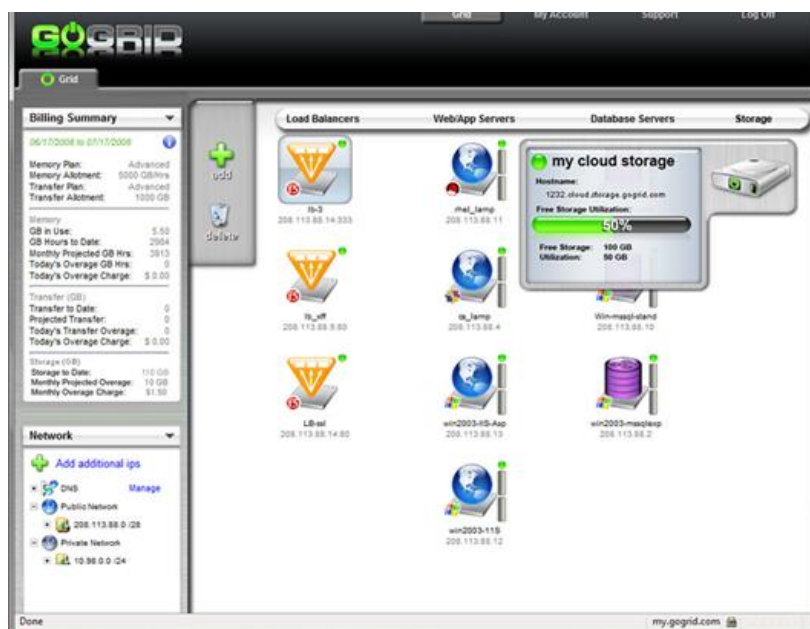 Grid My Account Support Log Off
GOGRID
Grid
Billing Summary
06/17/2008 to 07/17/2008
Memory Plan: Advanced
Memory Allotment: 5000 GB/Hrs
Transfer Plan: Advanced
Transfer Allotment: 1000 GB
Memory
GB in Use: 5.50
GB Hours to Date: 2984
Monthly Projected GB Hrs: 3913
Today's Overage GB Hrs: 0
Today's Overage Charge: $ 0.00
Transfer (GB)
Transfer to Date: 0
Projected Transfer: 0
Today's Transfer Overage: 0
Today's Overage Charge: $ 0.00
Storage (GB)
Storage to Date: 110 GB
Monthly Projected Overage: 10 GB
Monthly Overage Charge: $1.50
Network
Add additional ips
DNS Manage
Public Network
208.113.88.0 /28
Private Network
10.98.0.0 /24
add
delete
Load Balancers Web/App Servers Database Servers Storage
lb-3
208.113.88.14:333
rhel_lamp
208.113.88.11
my cloud storage
Hostname:
1232.cloud.storage.gogrid.com
Free Storage Utilization:
50%
Free Storage: 100 GB
Utilization: 50 GB
lb_xff
208.113.88.5:80
os_lamp
208.113.88.4
Win-mssql-stand
208.113.88.10
LB-ssl
208.113.88.14:80
win2003-IIS-Asp
208.113.88.13
win2003-mssqlexp
208.113.88.2
win2003-11S
208.113.88.12
Done my.gogrid.com